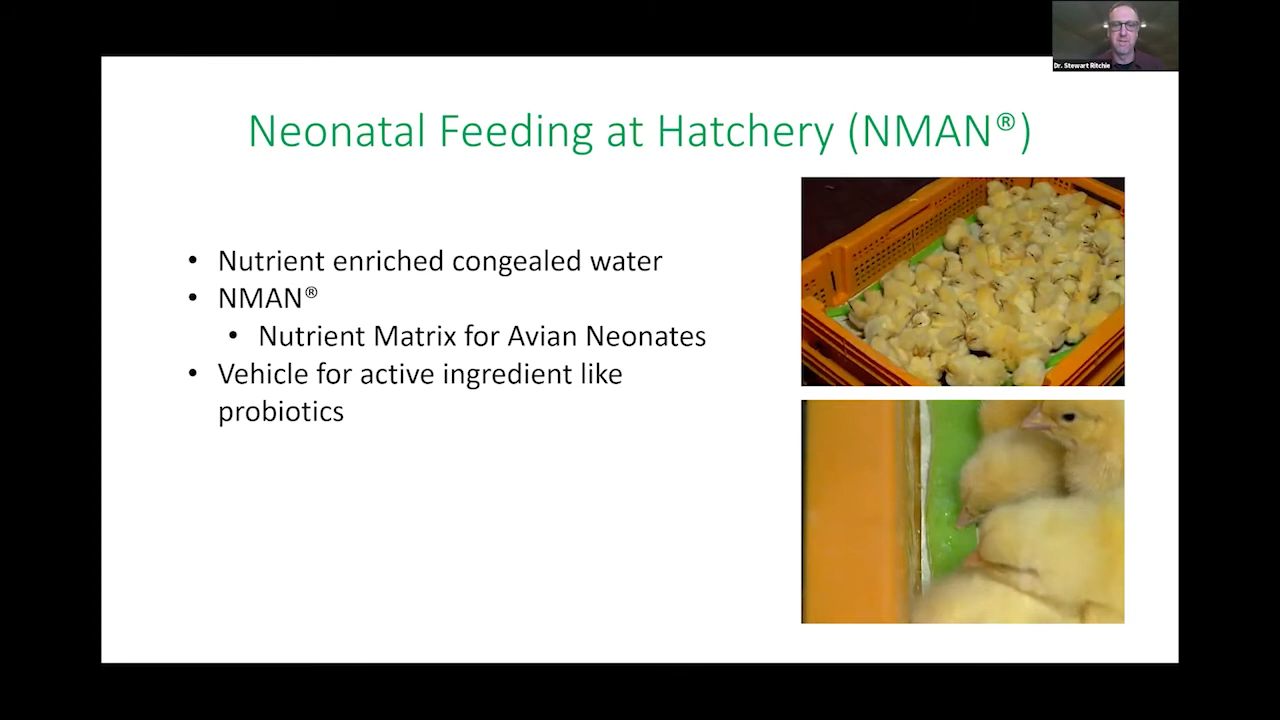 Dr. Stewart Ritchie
Neonatal Feeding at Hatchery (NMAN®)
• Nutrient enriched congealed water
• NMAN®
• Nutrient Matrix for Avian Neonates
• Vehicle for active ingredient like
probiotics